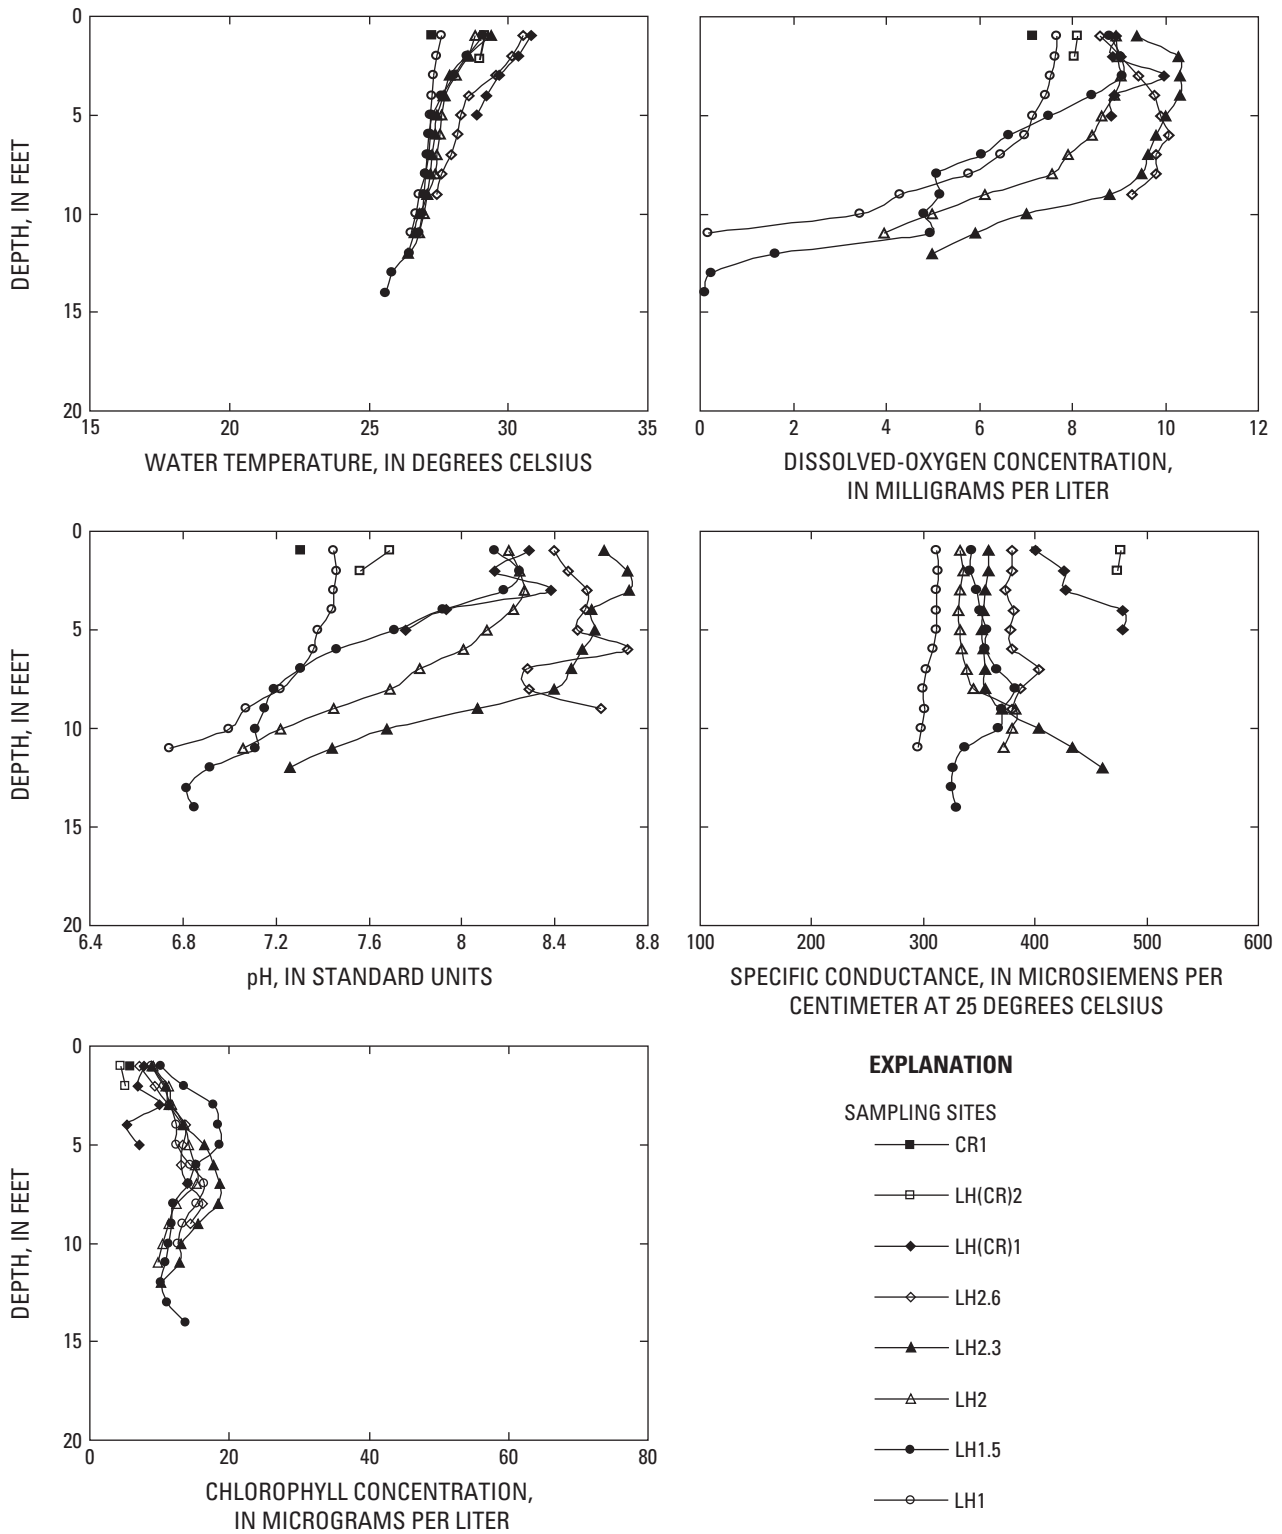 0
5
10
15
20
DEPTH, IN FEET
15
20
25
30
35
WATER TEMPERATURE, IN DEGREES CELSIUS
0
2
4
6
8
10
12
DISSOLVED-OXYGEN CONCENTRATION,
IN MILLIGRAMS PER LITER
0
5
10
15
20
DEPTH, IN FEET
6.4
6.8
7.2
7.6
8
8.4
8.8
pH, IN STANDARD UNITS
100
200
300
400
500
600
SPECIFIC CONDUCTANCE, IN MICROSIEMENS PER
CENTIMETER AT 25 DEGREES CELSIUS
0
5
10
15
20
DEPTH, IN FEET
0
20
40
60
80
CHLOROPHYLL CONCENTRATION,
IN MICROGRAMS PER LITER
EXPLANATION
SAMPLING SITES
CR1
LH(CR)2
LH(CR)1
LH2.6
LH2.3
LH2
LH1.5
LH1